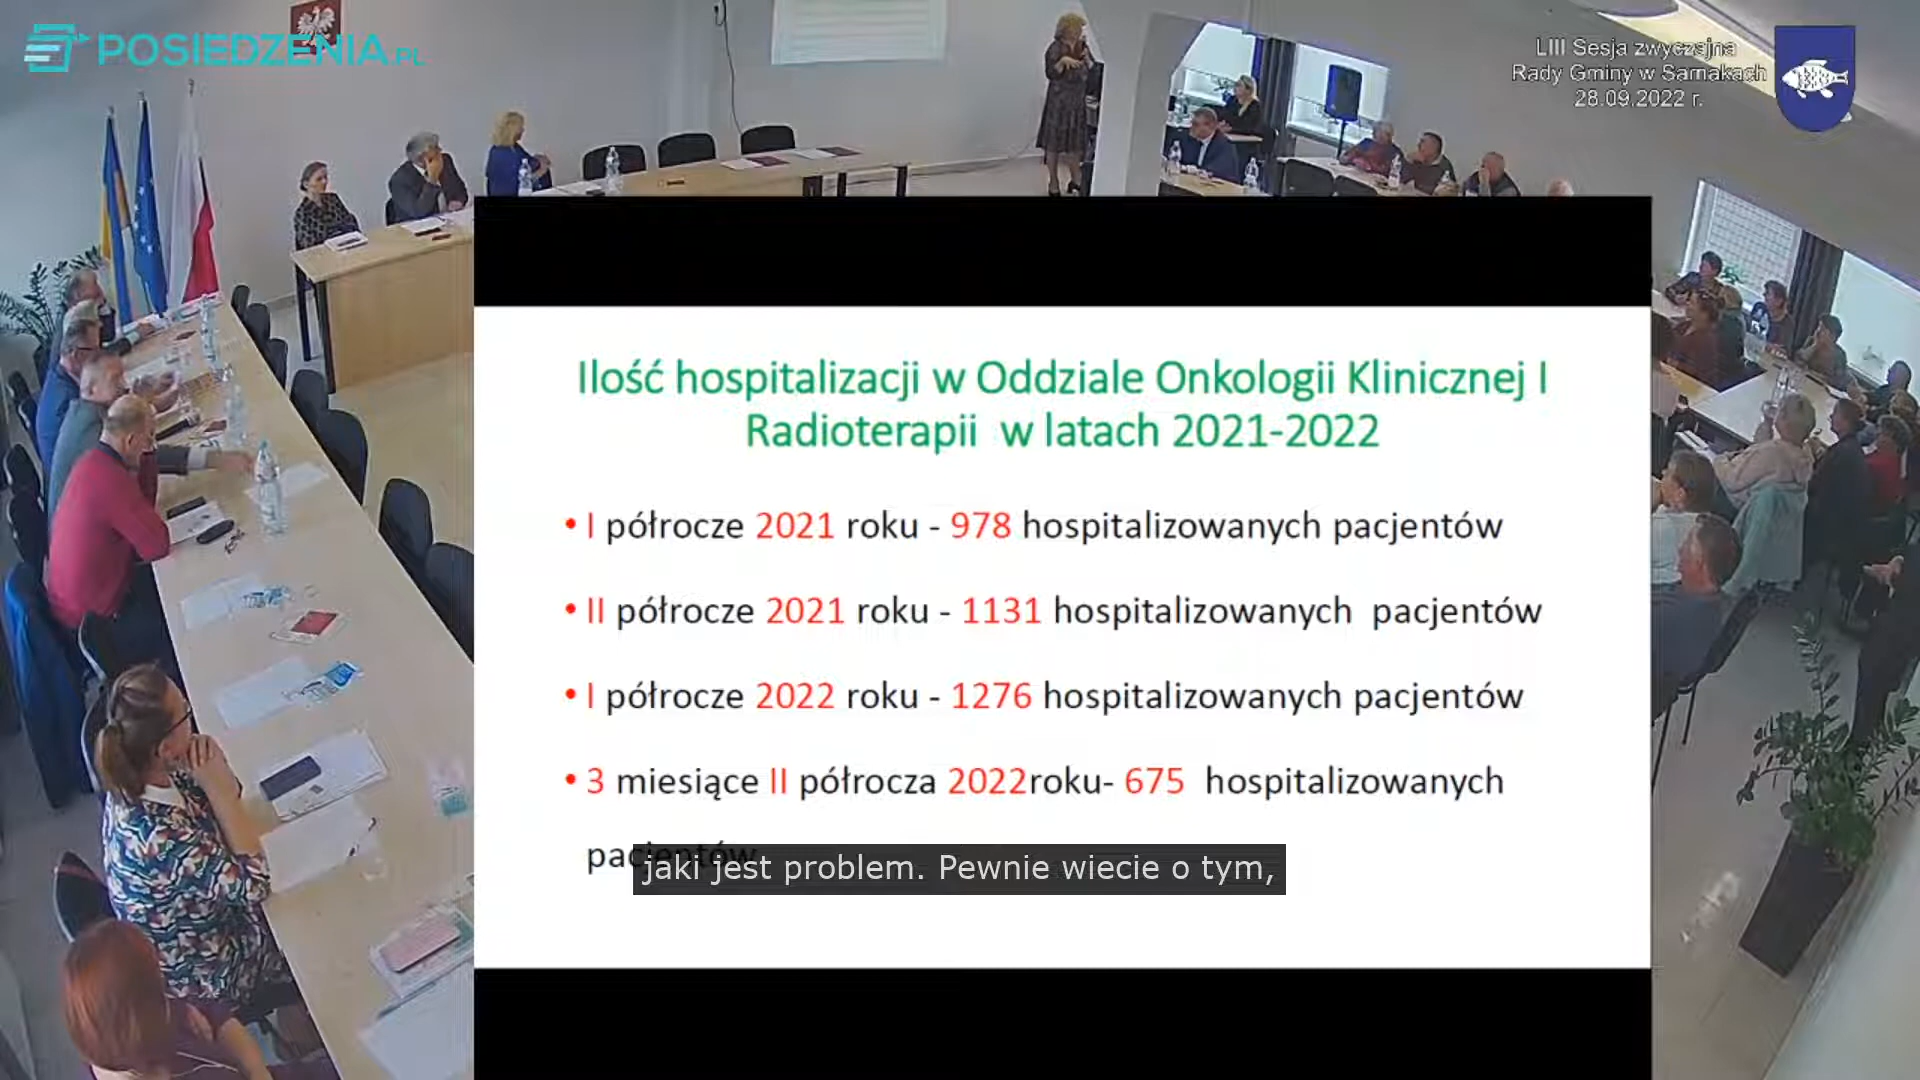 POSIEDZENIA.PL
LIII Sesja zwyczajna
Rady Gminy w Sarnakach
28.09.2022 r.
Ilość hospitalizacji w Oddziale Onkologii Klinicznej I
Radioterapii w latach 2021-2022
• I półrocze 2021 roku - 978 hospitalizowanych pacjentów
• II półrocze 2021 roku - 1131 hospitalizowanych pacjentów
• I półrocze 2022 roku - 1276 hospitalizowanych pacjentów
• 3 miesiące II półrocza 2022roku- 675 hospitalizowanych
pacjentów
jaki jest problem. Pewnie wiecie o tym,